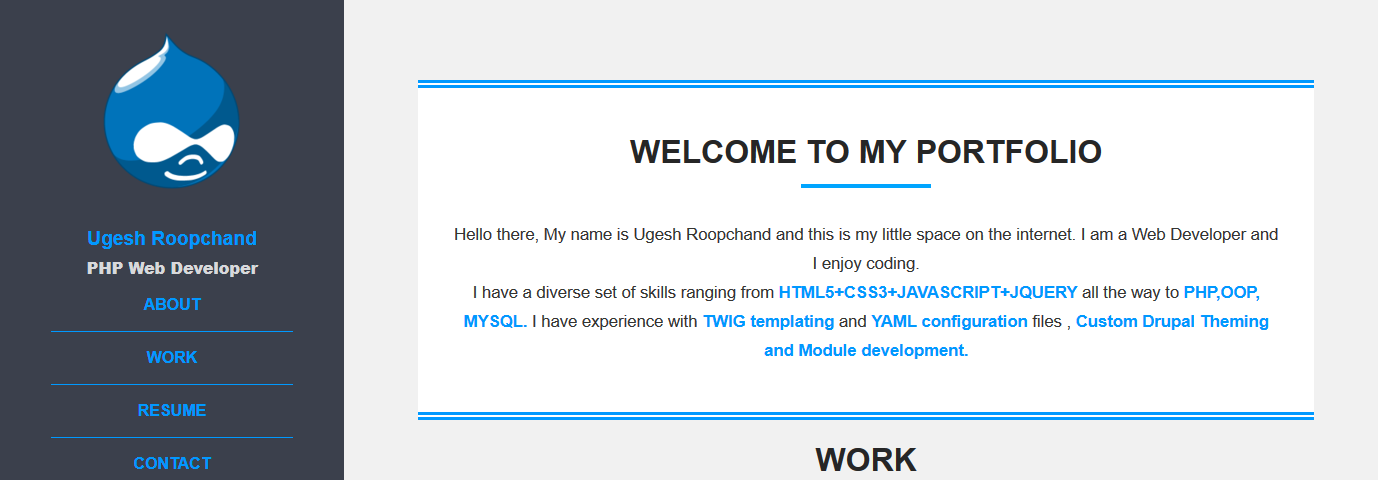 Ugesh Roopchand
PHP Web Developer
ABOUT
WORK
RESUME
CONTACT
WELCOME TO MY PORTFOLIO
Hello there, My name is Ugesh Roopchand and this is my little space on the internet. I am a Web Developer and
I enjoy coding.
I have a diverse set of skills ranging from HTML5+CSS3+JAVASCRIPT+JQUERY all the way to PHP,OOP,
MYSQL. I have experience with TWIG templating and YAML configuration files , Custom Drupal Theming
and Module development.
WORK